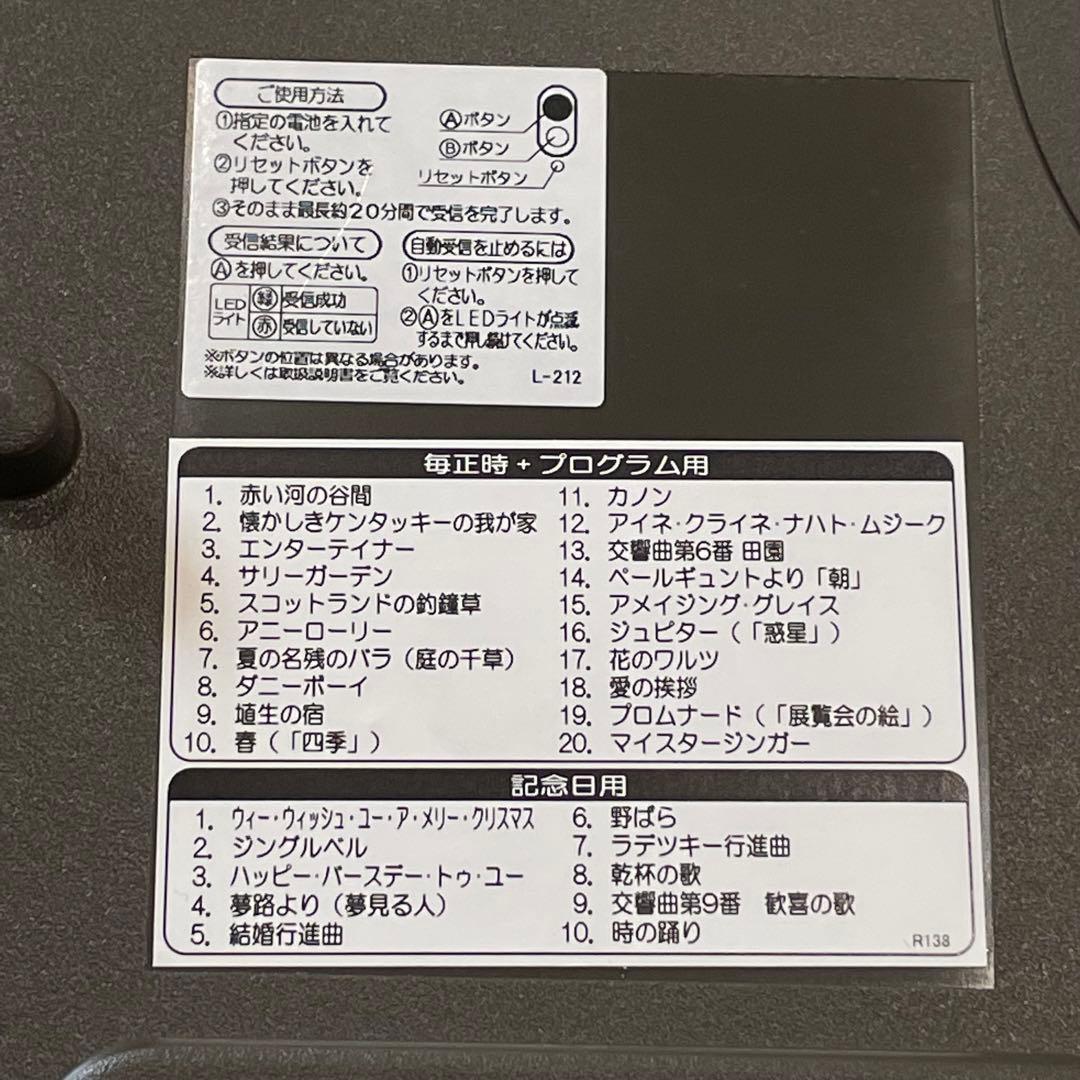 ご使用方法
①指定の電池を入れて
ください。
②リセットボタンを
押してください。
③そのまま最長約20分間で受信を完了します。
Ⓐボタン
Ⓑボタン
リセットボタン
受信結果について
Ⓐを押してください。
LEDライト
緑 受信成功
赤 受信していない
自動受信を止めるには
①リセットボタンを押して
ください。
②ⒶをLEDライトが点滅
するまで押し続けてください。
※ボタンの位置は異なる場合があります。
※詳しくは取扱説明書をご覧ください。
L-212
毎正時+プログラム用
1. 赤い河の谷間
2. 懐かしきケンタッキーの我が家
3. エンターテイナー
4. サリーガーデン
5. スコットランドの釣鐘草
6. アニーローリー
7. 夏の名残のバラ(庭の千草)
8. ダニーボーイ
9. 埴生の宿
10. 春(「四季」)
11. カノン
12. アイネ・クライネ・ナハト・ムジーク
13. 交響曲第6番 田園
14. ペールギュントより「朝」
15. アメイジング・グレイス
16. ジュピター(「惑星」)
17. 花のワルツ
18. 愛の挨拶
19. プロムナード(「展覧会の絵」)
20. マイスタージンガー
記念日用
1. ウィー・ウィッシュ・ユー・ア・メリー・クリスマス
2. ジングルベル
3. ハッピー・バースデー・トゥ・ユー
4. 夢路より(夢見る人)
5. 結婚行進曲
6. 野ばら
7. ラデツキー行進曲
8. 乾杯の歌
9. 交響曲第9番 歓喜の歌
10. 時の踊り
R138